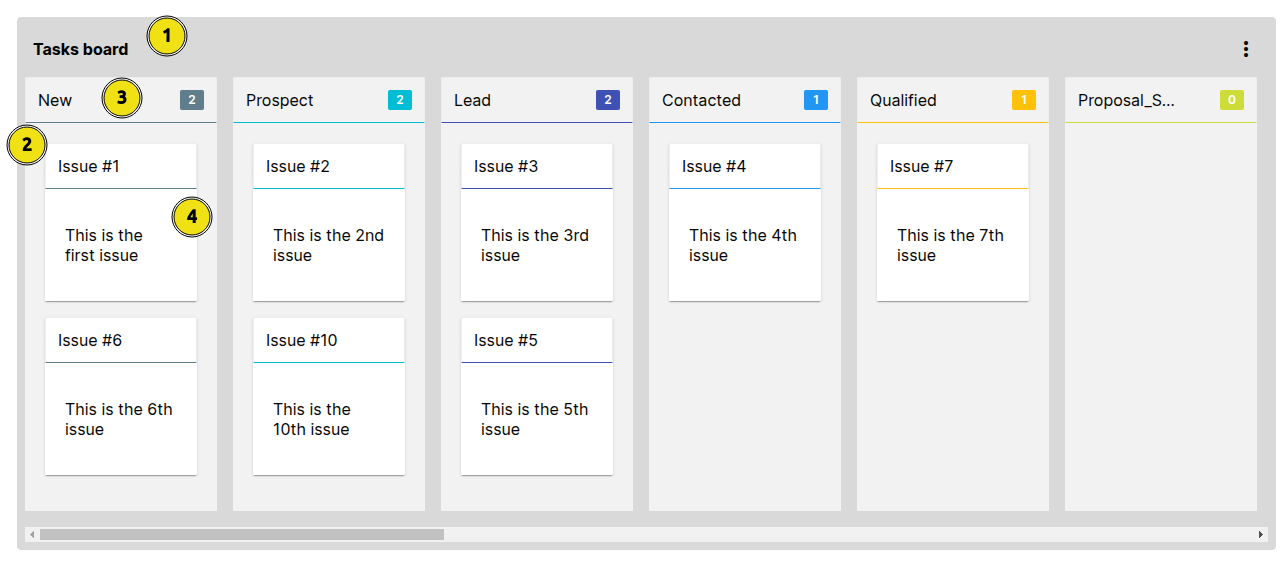 Tasks board
1
New
3
2
Prospect
2
Lead
2
Contacted
1
Qualified
1
Proposal_S...
0
2
Issue #1
This is the
first issue
4
Issue #6
This is the 6th
issue
Issue #2
This is the 2nd
issue
Issue #10
This is the
10th issue
Issue #3
This is the 3rd
issue
Issue #5
This is the 5th
issue
Issue #4
This is the 4th
issue
Issue #7
This is the 7th
issue